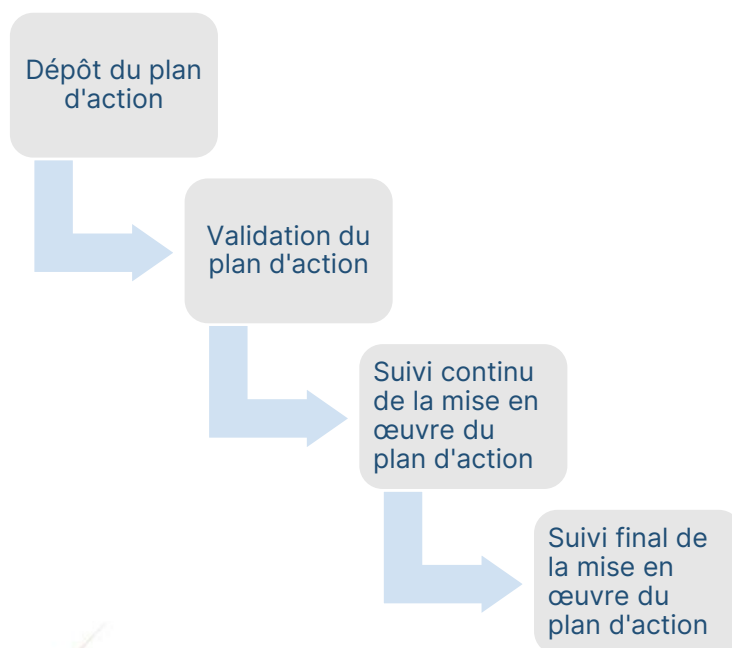 Dépôt du plan
d'action
Validation du
plan d'action
Suivi continu
de la mise en
œuvre du
plan d'action
Suivi final de
la mise en
œuvre du
plan d'action